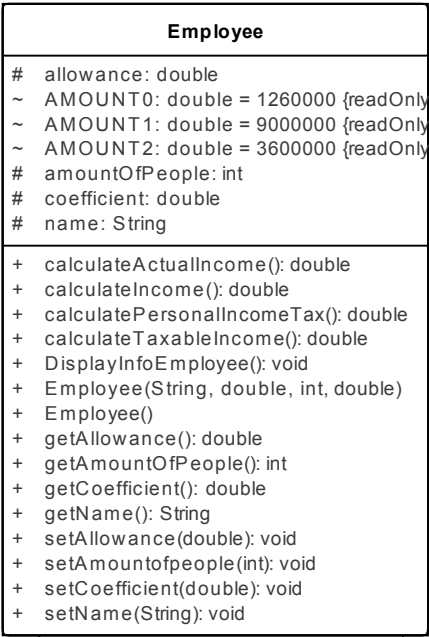 Employee
# allowance: double
~ AMOUNT0: double = 1260000 {readOnly
~ AMOUNT1: double = 9000000 {readOnly
~ AMOUNT2: double = 3600000 {readOnly
# amountOfPeople: int
# coefficient: double
# name: String
+ calculateActualIncome(): double
+ calculateIncome(): double
+ calculatePersonalIncomeTax(): double
+ calculateTaxableIncome(): double
+ DisplayInfoEmployee(): void
+ Employee(String, double, int, double)
+ Employee()
+ getAllowance(): double
+ getAmountOfPeople(): int
+ getCoefficient(): double
+ getName(): String
+ setAllowance(double): void
+ setAmountofpeople(int): void
+ setCoefficient(double): void
+ setName(String): void